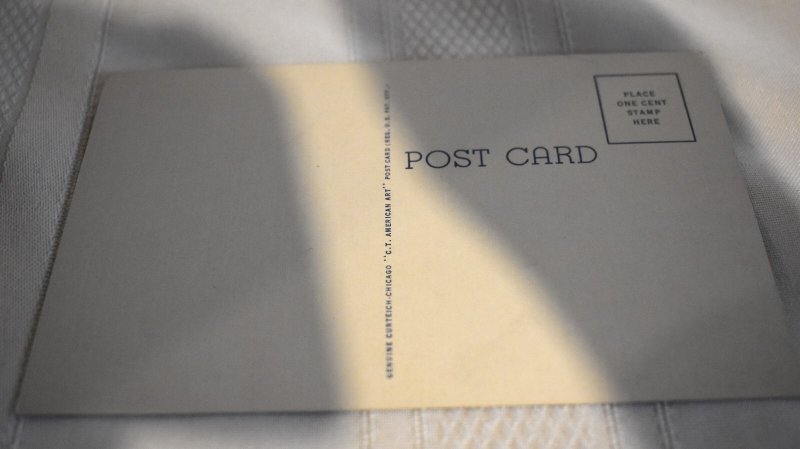 PLACE
ONE CENT
STAMP
HERE
POST CARD
GENUINE CURTEICH-CHICAGO "C.T. AMERICAN ART" POST CARD (REG. U.S. PAT. OFF.)